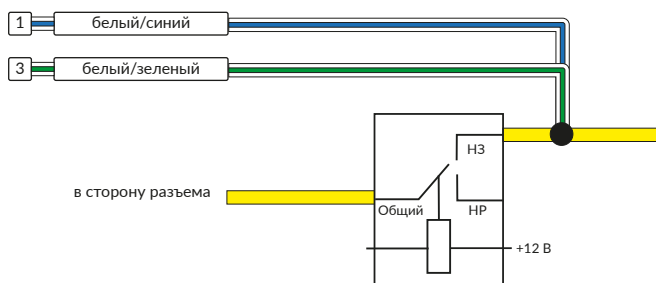 1 белый/синий
3 белый/зеленый
НЗ
в сторону разъема
Общий НР
+12 В